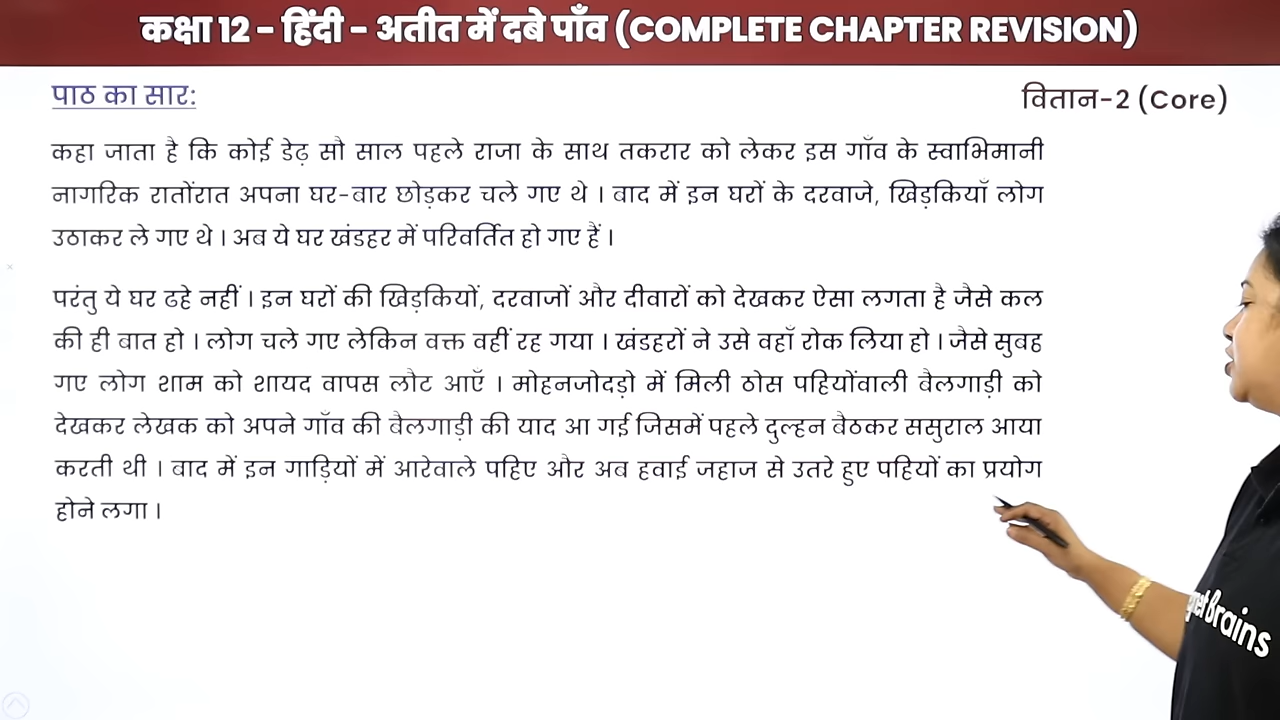 कक्षा 12 - हिंदी - अतीत में दबे पाँव (COMPLETE CHAPTER REVISION)
पाठ का सार:
वितान-2 (Core)
कहा जाता है कि कोई डेढ़ सौ साल पहले राजा के साथ तकरार को लेकर इस गाँव के स्वाभिमानी
नागरिक रातोंरात अपना घर-बार छोड़कर चले गए थे । बाद में इन घरों के दरवाजे, खिड़कियाँ लोग
उठाकर ले गए थे । अब ये घर खंडहर में परिवर्तित हो गए हैं ।
परंतु ये घर ढहे नहीं । इन घरों की खिड़कियों, दरवाजों और दीवारों को देखकर ऐसा लगता है जैसे कल
की ही बात हो । लोग चले गए लेकिन वक्त वहीं रह गया । खंडहरों ने उसे वहाँ रोक लिया हो । जैसे सुबह
गए लोग शाम को शायद वापस लौट आएँ । मोहनजोदड़ो में मिली ठोस पहियोंवाली बैलगाड़ी को
देखकर लेखक को अपने गाँव की बैलगाड़ी की याद आ गई जिसमें पहले दुल्हन बैठकर ससुराल आया
करती थी । बाद में इन गाड़ियों में आरेवाले पहिए और अब हवाई जहाज से उतरे हुए पहियों का प्रयोग
होने लगा ।
Brains